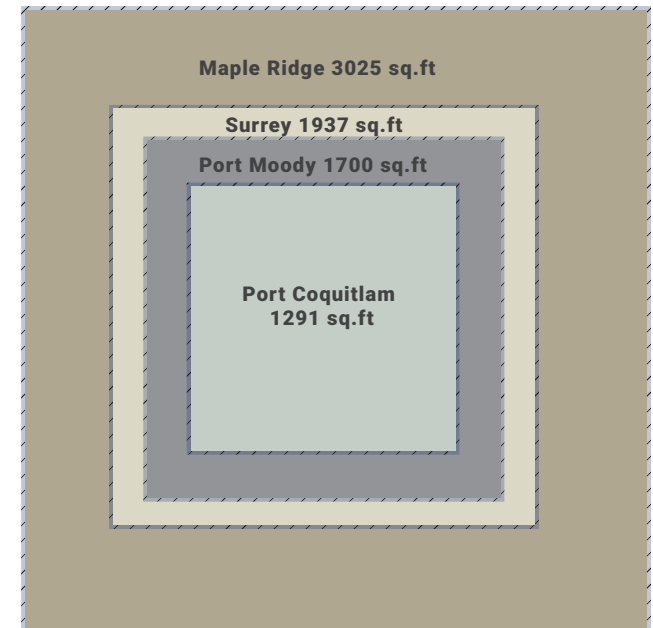 Maple Ridge 3025 sq.ft
Surrey 1937 sq.ft
Port Moody 1700 sq.ft
Port Coquitlam
1291 sq.ft